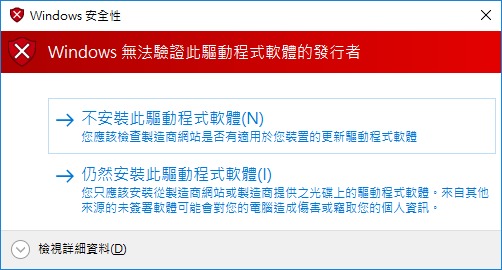 Windows 安全性
Windows 無法驗證此驅動程式軟體的發行者
不安裝此驅動程式軟體(N)
您應該檢查製造商網站是否有適用於您裝置的更新驅動程式軟體
仍然安裝此驅動程式軟體(I)
您只應該安裝從製造商網站或製造商提供之光碟上的驅動程式軟體。來自其他
來源的未簽署軟體可能會對您的電腦造成傷害或竊取您的個人資訊。
檢視詳細資料(D)